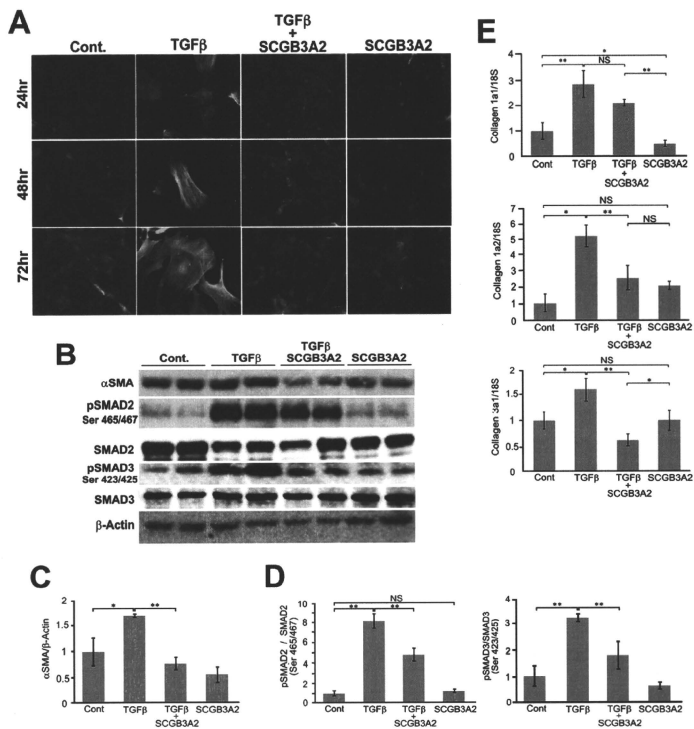 A
Cont.
TGFβ
TGFβ
+
SCGB3A2
SCGB3A2
24hr
48hr
72hr
B
Cont.
TGFβ
TGFβ
SCGB3A2
SCGB3A2
αSMA
pSMAD2
Ser 465/467
SMAD2
pSMAD3
Ser 423/425
SMAD3
β-Actin
C
αSMA/β-Actin
2
1.5
1
0.5
0
*
**
Cont
TGFβ
TGFβ
+
SCGB3A2
SCGB3A2
D
pSMAD2 / SMAD2
(Ser 465/467)
10
8
6
4
2
0
NS
**
**
Cont
TGFβ
TGFβ
+
SCGB3A2
SCGB3A2
pSMAD3/SMAD3
(Ser 423/425)
4
3
2
1
0
**
**
Cont
TGFβ
TGFβ
+
SCGB3A2
SCGB3A2
E
Collagen 1a1/18S
4
3
2
1
0
*
**
NS
**
Cont
TGFβ
TGFβ
+
SCGB3A2
SCGB3A2
Collagen 1a2/18S
7
6
5
4
2
1
0
NS
*
**
NS
Cont
TGFβ
TGFβ
+
SCGB3A2
SCGB3A2
Collagen 3a1/18S
2
1.5
1
0.5
0
NS
*
**
*
Cont
TGFβ
TGFβ
+
SCGB3A2
SCGB3A2